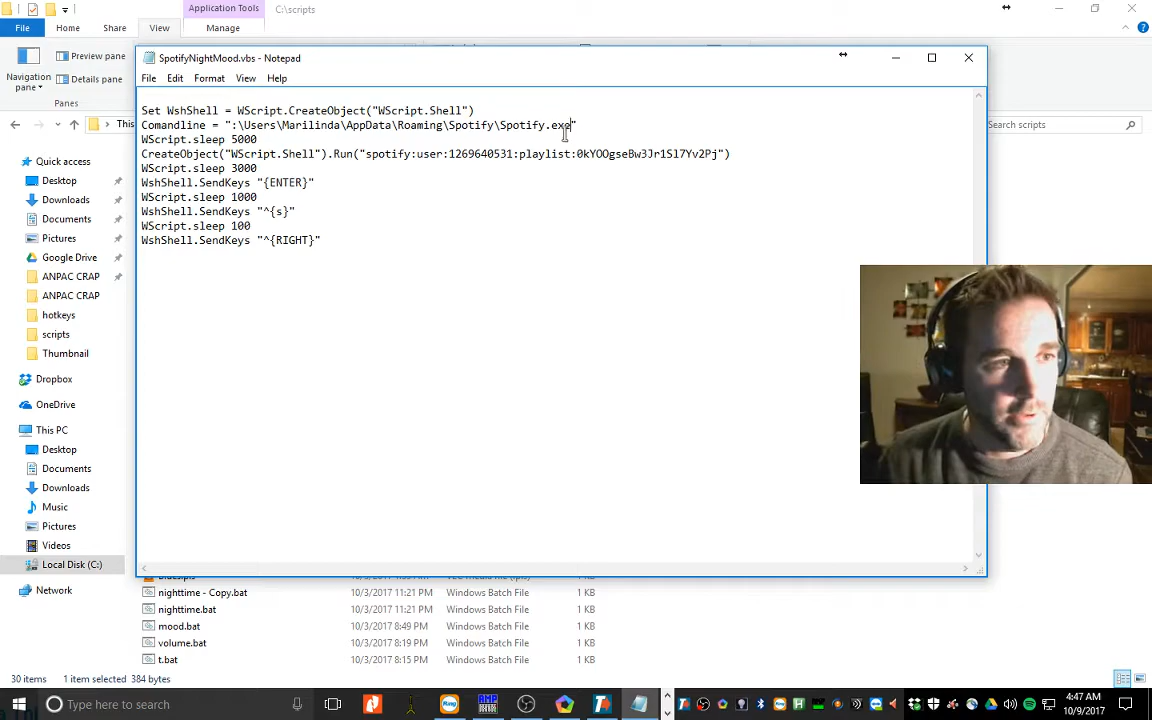 Application Tools
C:\scripts
File
Home
Share
View
Manage
Navigation
pane
Preview pane
Details pane
Panes
This
Search scripts
SpotifyNightMood.vbs - Notepad
File
Edit
Format
View
Help
Set WshShell = WScript.CreateObject("WScript.Shell")
Comandline = ":\Users\Marilinda\AppData\Roaming\Spotify\Spotify.exe"
WScript.sleep 5000
CreateObject("WScript.Shell").Run("spotify:user:1269640531:playlist:0kYOOgseBw3Jr1Sl7Yv2Pj")
WScript.sleep 3000
WshShell.SendKeys "{ENTER}"
WScript.sleep 1000
WshShell.SendKeys "^{s}"
WScript.sleep 100
WshShell.SendKeys "^{RIGHT}"
Quick access
Desktop
Downloads
Documents
Pictures
Google Drive
ANPAC CRAP
ANPAC CRAP
hotkeys
scripts
Thumbnail
Dropbox
OneDrive
This PC
Desktop
Documents
Downloads
Music
Pictures
Videos
Local Disk (C:)
Network
nighttime - Copy.bat 10/3/2017 11:21 PM Windows Batch File 1 KB
nighttime.bat 10/3/2017 11:21 PM Windows Batch File 1 KB
mood.bat 10/3/2017 8:49 PM Windows Batch File 1 KB
volume.bat 10/3/2017 8:19 PM Windows Batch File 1 KB
t.bat 10/3/2017 8:15 PM Windows Batch File 1 KB
30 items
1 item selected 384 bytes
Type here to search
4:47 AM
10/9/2017